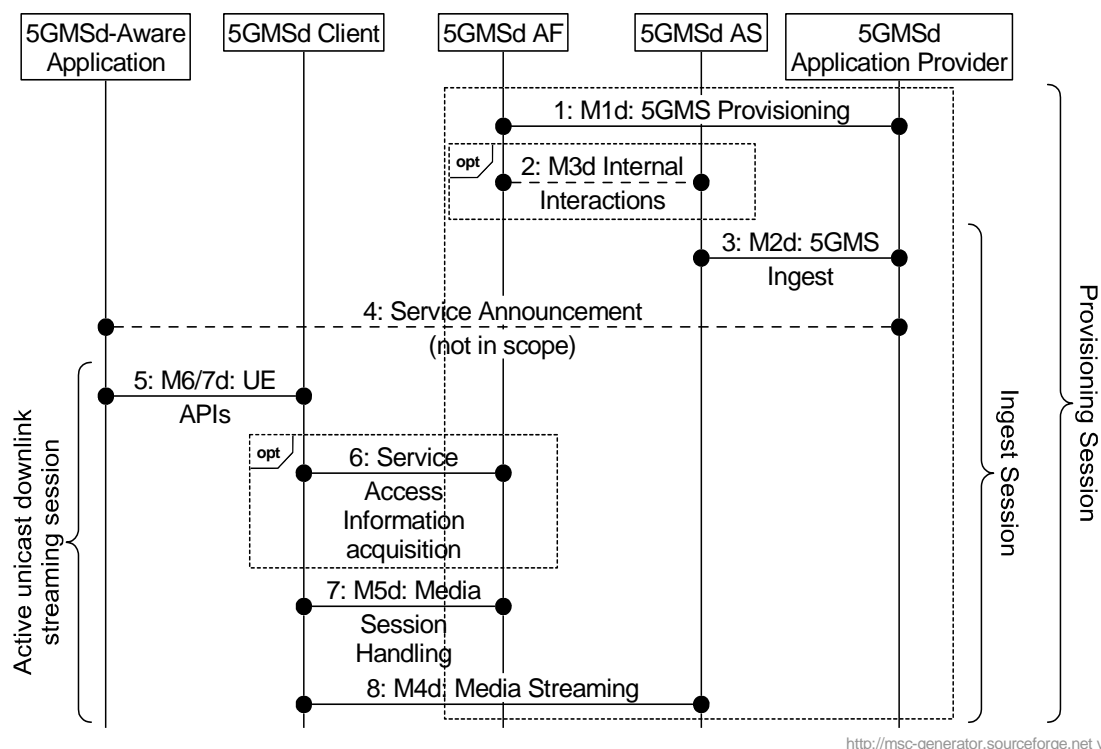 5GMSd-Aware
Application
5GMSd Client
5GMSd AF
5GMSd AS
5GMSd
Application Provider
1: M1d: 5GMS Provisioning
opt
2: M3d Internal
Interactions
3: M2d: 5GMS
Ingest
4: Service Announcement
(not in scope)
5: M6/7d: UE
APIs
opt
6: Service
Access
Information
acquisition
7: M5d: Media
Session
Handling
8: M4d: Media Streaming
Active unicast downlink
streaming session
Ingest Session
Provisioning Session
http://msc-generator.sourceforge.net v